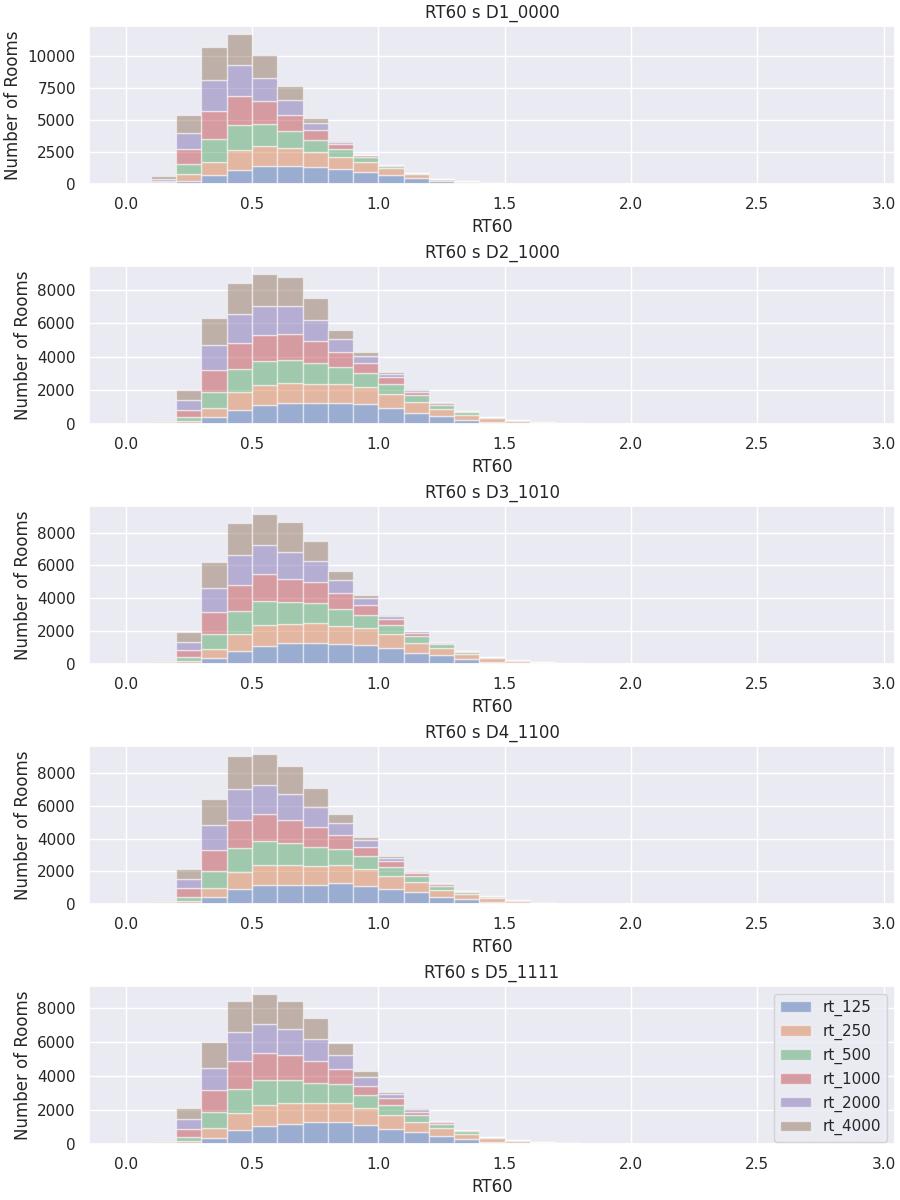 RT60 s D1_0000
Number of Rooms
10000
7500
5000
2500
0
0.0 0.5 1.0 1.5 2.0 2.5 3.0
RT60
RT60 s D2_1000
Number of Rooms
8000
6000
4000
2000
0
0.0 0.5 1.0 1.5 2.0 2.5 3.0
RT60
RT60 s D3_1010
Number of Rooms
8000
6000
4000
2000
0
0.0 0.5 1.0 1.5 2.0 2.5 3.0
RT60
RT60 s D4_1100
Number of Rooms
8000
6000
4000
2000
0
0.0 0.5 1.0 1.5 2.0 2.5 3.0
RT60
RT60 s D5_1111
Number of Rooms
8000
6000
4000
2000
0
rt_125
rt_250
rt_500
rt_1000
rt_2000
rt_4000
0.0 0.5 1.0 1.5 2.0 2.5 3.0
RT60